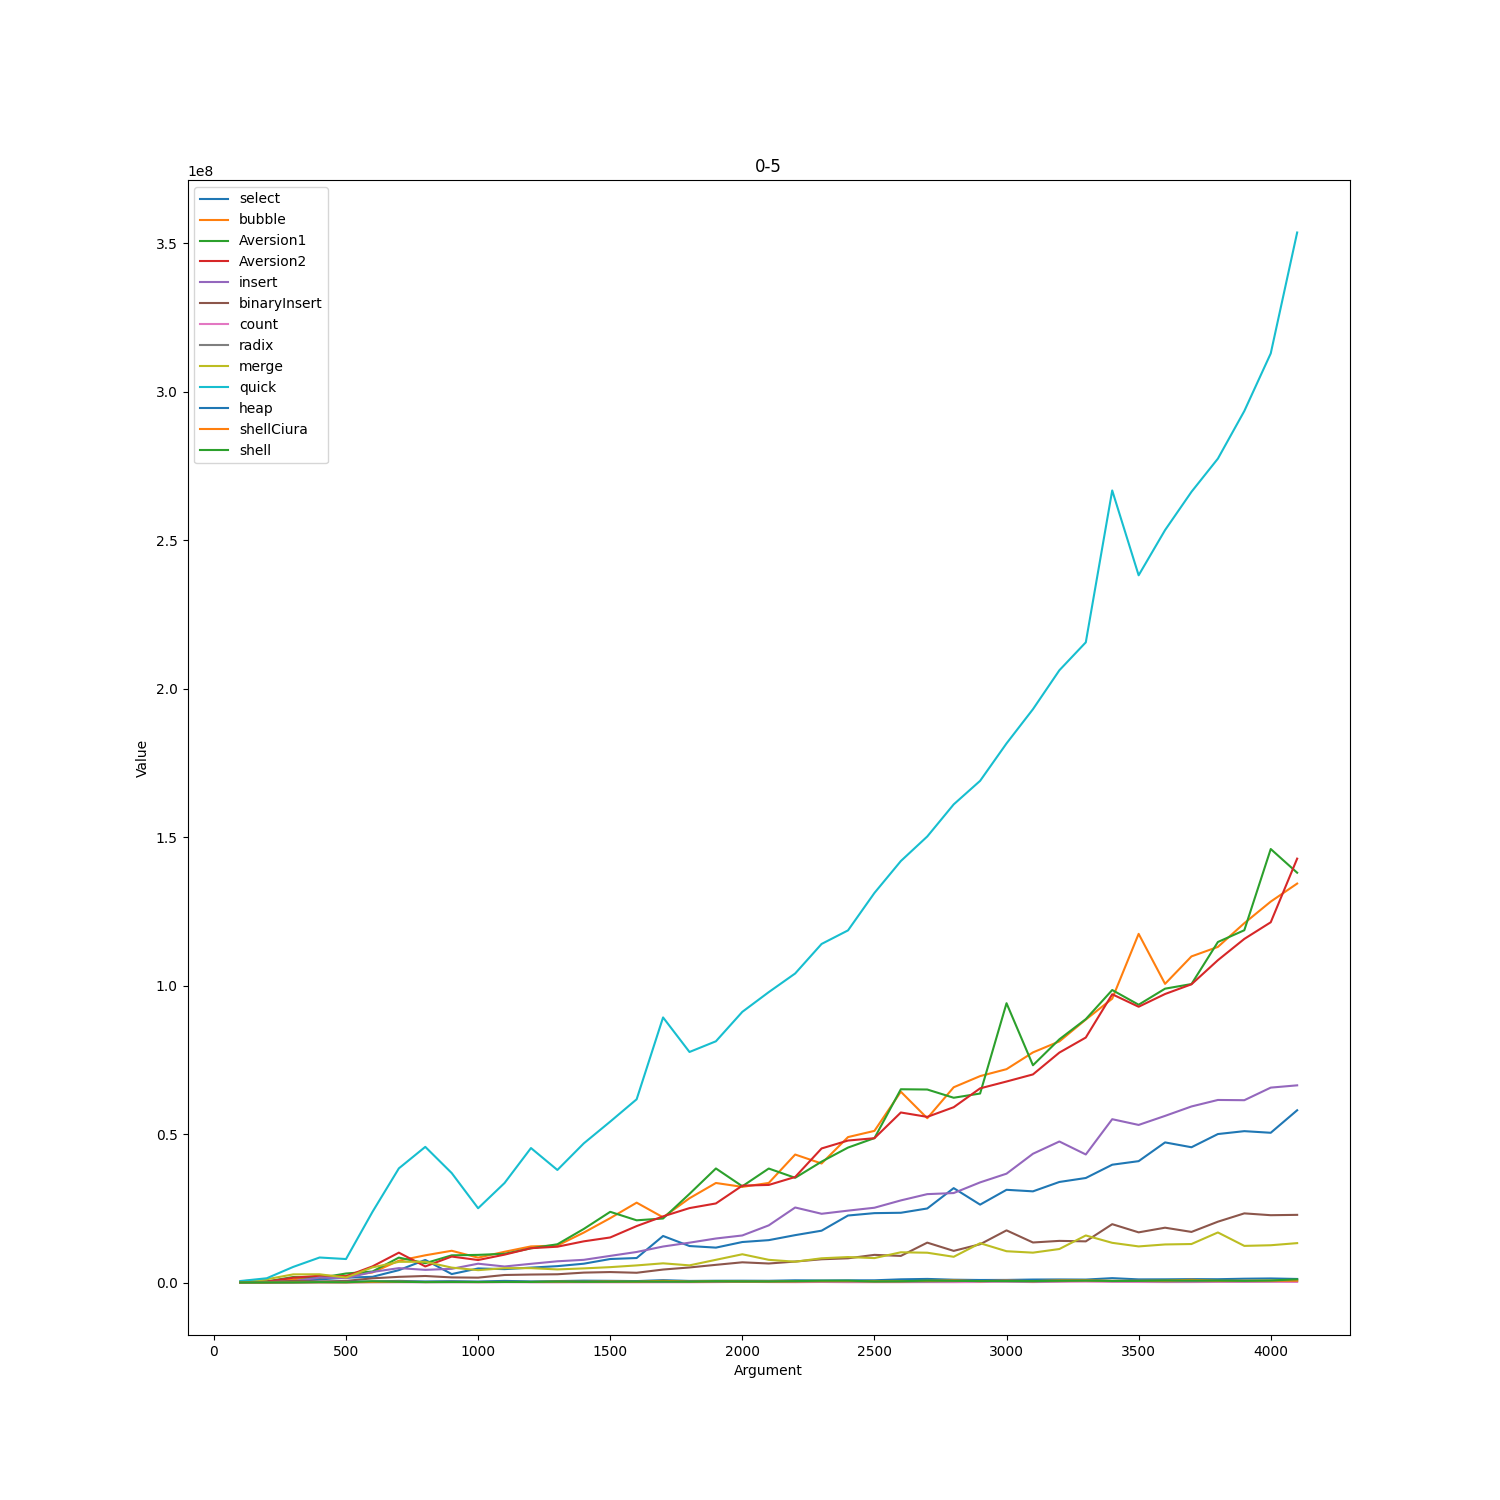 0-5
1e8
select
bubble
Aversion1
Aversion2
insert
binaryInsert
count
radix
merge
quick
heap
shellCiura
shell
3.5
3.0
2.5
2.0
1.5
1.0
0.5
0.0
Value
0 500 1000 1500 2000 2500 3000 3500 4000
Argument